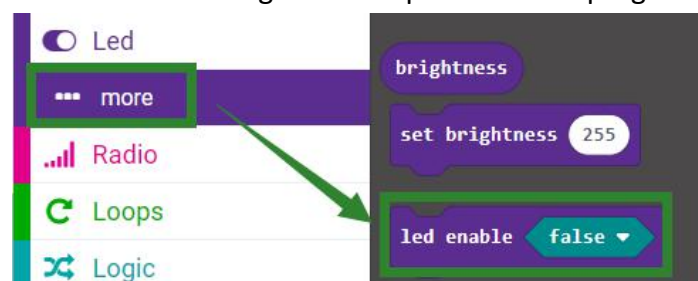 Led
more
Radio
Loops
Logic
brightness
set brightness 255
led enable false